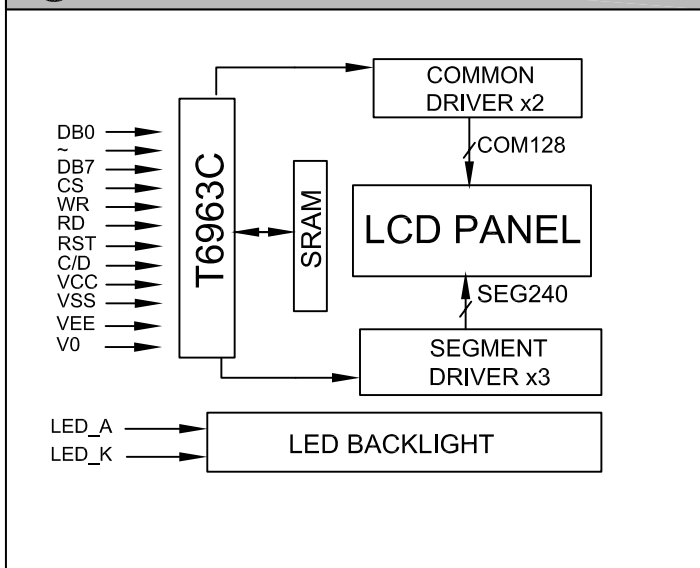 COMMON
DRIVER x2
COM128
LCD PANEL
SEG240
SEGMENT
DRIVER x3
DB0
~
DB7
CS
WR
RD
RST
C/D
VCC
VSS
VEE
V0
T6963C
SRAM
LED_A
LED_K
LED BACKLIGHT